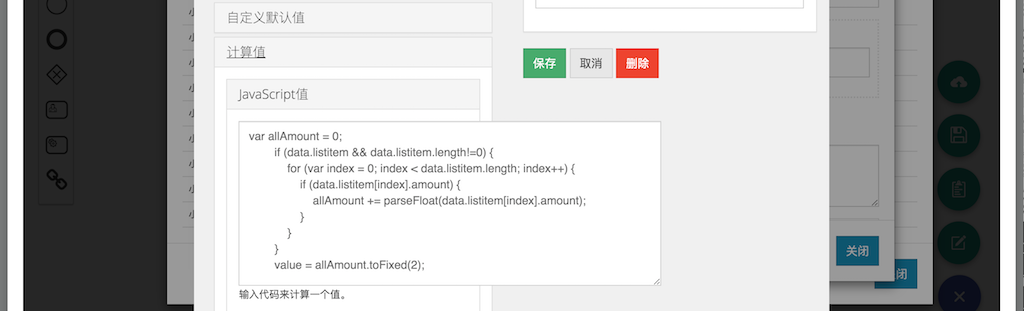 自定义默认值
计算值
JavaScript值
var allAmount = 0;
if (data.listitem && data.listitem.length!=0) {
for (var index = 0; index < data.listitem.length; index++) {
if (data.listitem[index].amount) {
allAmount += parseFloat(data.listitem[index].amount);
}
}
}
value = allAmount.toFixed(2);
输入代码来计算一个值。
保存
取消
删除
关闭
闭